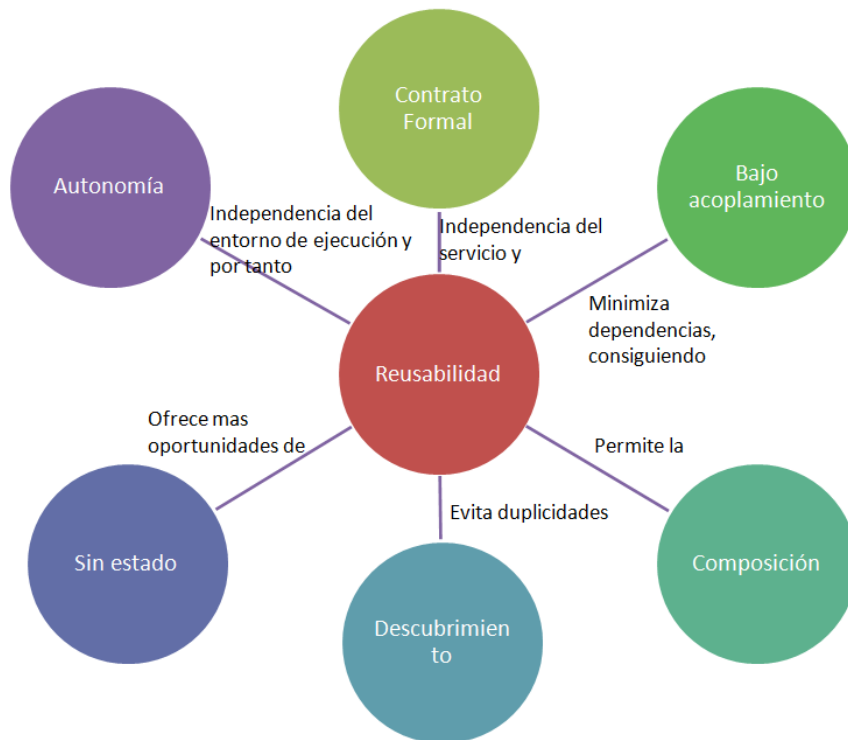 Contrato
Formal
Autonomía
Bajo
acoplamiento
Independencia del
entorno de ejecución y
por tanto
Independencia del
servicio y
Minimiza
dependencias,
consiguiendo
Reusabilidad
Ofrece mas
oportunidades de
Permite la
Evita duplicidades
Sin estado
Composición
Descubrimien
to